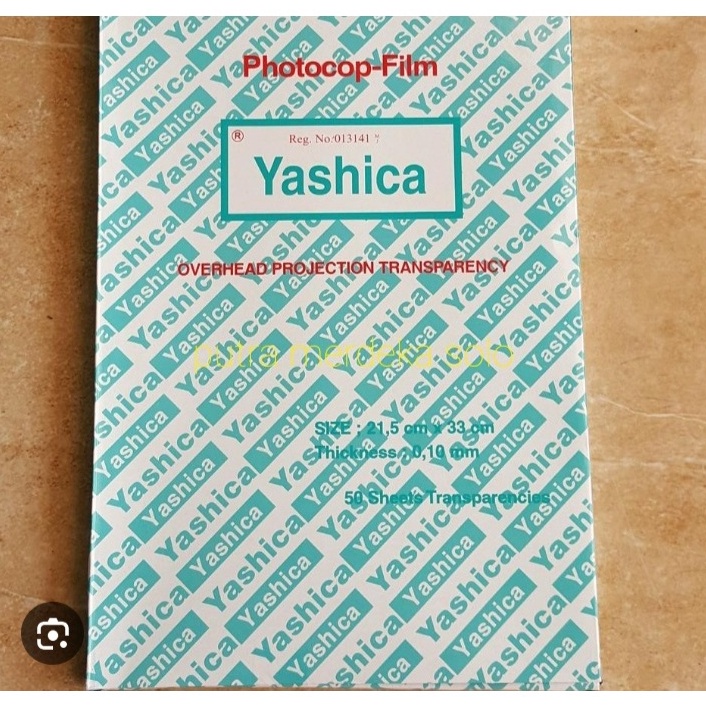 Photocop-Film
®
Reg. No:013141
Yashica
OVERHEAD PROJECTION TRANSPARENCY
putra merdeka solo
SIZE ; 21,5 cm x 33 cm
Thickness : 0,10 mm
50 Sheets Transparencies